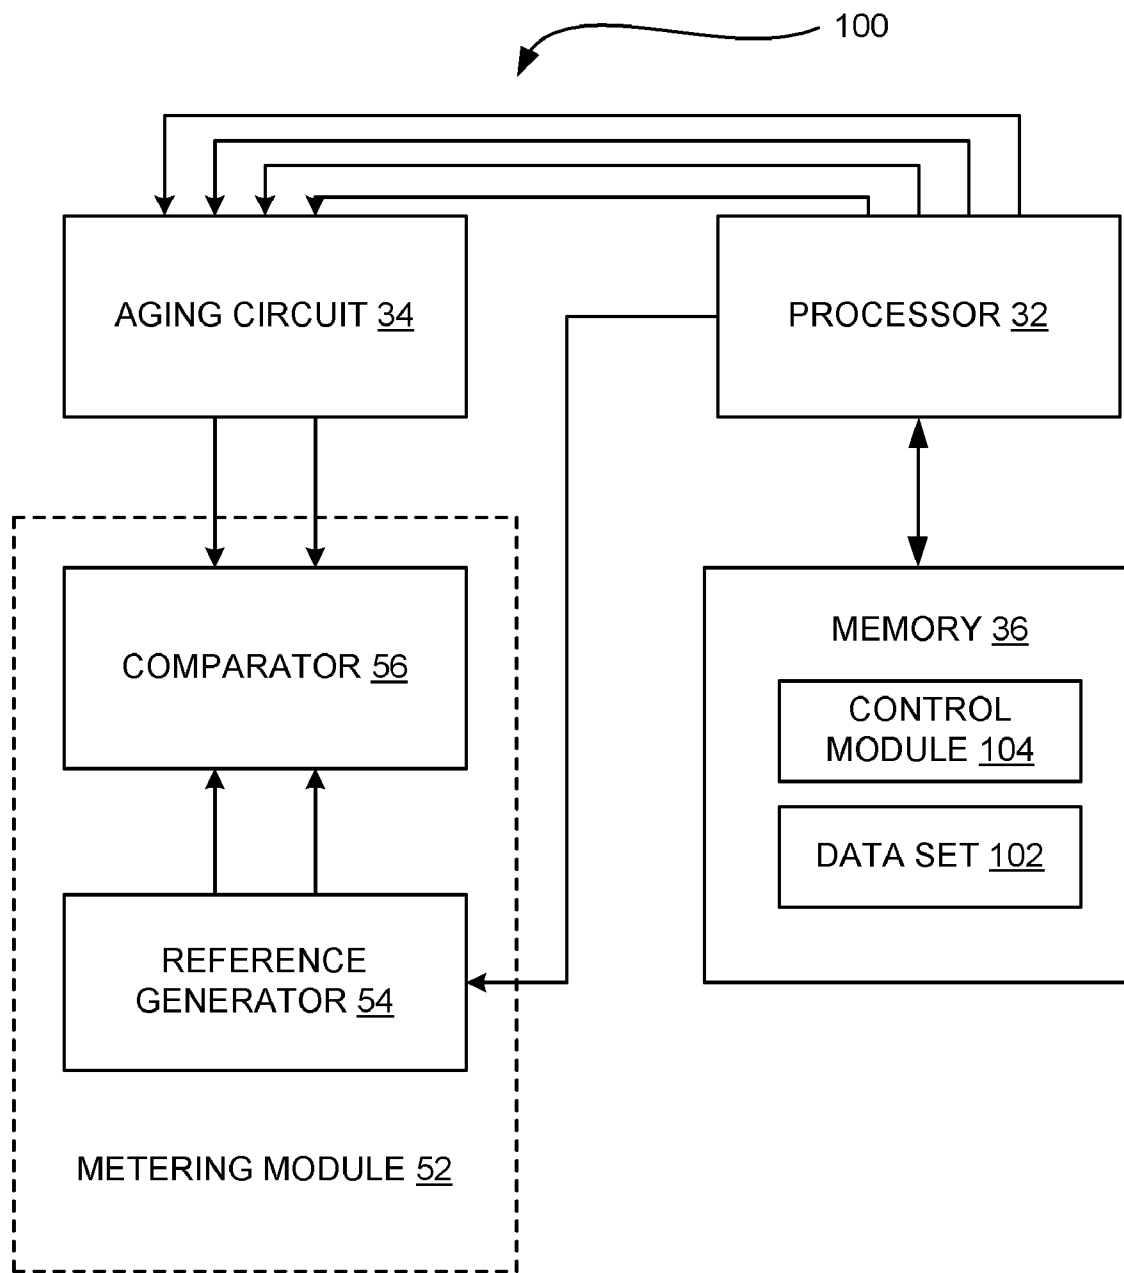 100
AGING CIRCUIT 34
PROCESSOR 32
COMPARATOR 56
MEMORY 36
CONTROL
MODULE 104
DATA SET 102
REFERENCE
GENERATOR 54
METERING MODULE 52